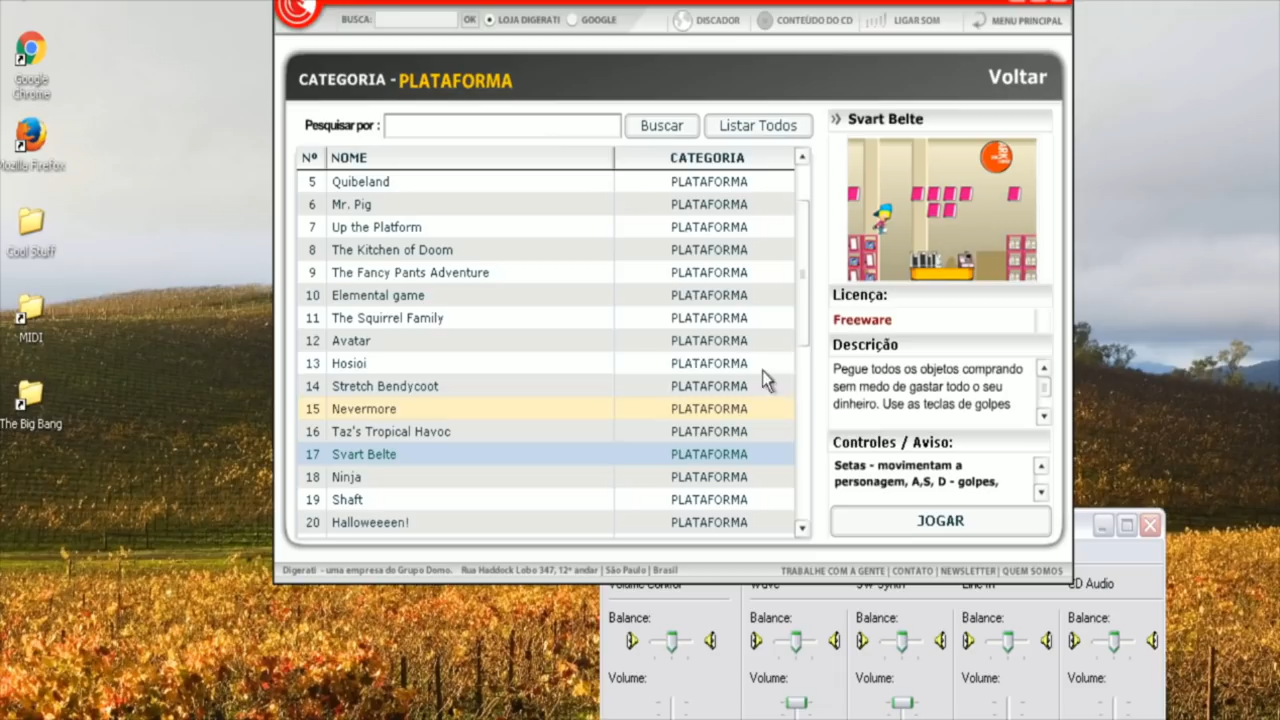 BUSCA: OK LOJA DIGERATI GOOGLE DISCADOR CONTEÚDO DO CD LIGAR SOM MENU PRINCIPAL
Google
Chrome
Mozilla Firefox
Cool Stuff
MIDI
The Big Bang
CATEGORIA - PLATAFORMA Voltar
Pesquisar por : Buscar Listar Todos
Nº NOME CATEGORIA
5 Quibeland PLATAFORMA
6 Mr. Pig PLATAFORMA
7 Up the Platform PLATAFORMA
8 The Kitchen of Doom PLATAFORMA
9 The Fancy Pants Adventure PLATAFORMA
10 Elemental game PLATAFORMA
11 The Squirrel Family PLATAFORMA
12 Avatar PLATAFORMA
13 Hosioi PLATAFORMA
14 Stretch Bendycoot PLATAFORMA
15 Nevermore PLATAFORMA
16 Taz's Tropical Havoc PLATAFORMA
17 Svart Belte PLATAFORMA
18 Ninja PLATAFORMA
19 Shaft PLATAFORMA
20 Halloweeeen! PLATAFORMA
Svart Belte
Licença:
Freeware
Descrição
Pegue todos os objetos comprando
sem medo de gastar todo o seu
dinheiro. Use as teclas de golpes
Controles / Aviso:
Setas - movimentam a
personagem, A,S, D - golpes,
JOGAR
Digerati - uma empresa do Grupo Domo. Rua Haddock Lobo 347, 12º andar | São Paulo | Brasil TRABALHE COM A GENTE | CONTATO | NEWSLETTER | QUEM SOMOS
Volume Control Wave SW Synth Line In CD Audio
Balance: Balance: Balance: Balance: Balance:
Volume: Volume: Volume: Volume: Volume: